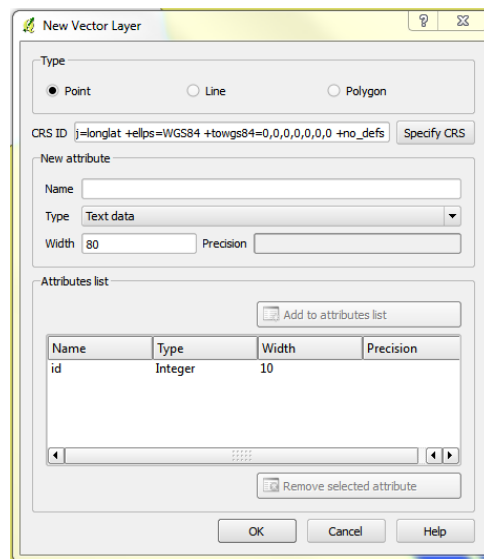 New Vector Layer
Type
Point Line Polygon
CRS ID j=longlat +ellps=WGS84 +towgs84=0,0,0,0,0,0,0 +no_defs Specify CRS
New attribute
Name
Type Text data
Width 80 Precision
Attributes list
Add to attributes list
Name Type Width Precision
id Integer 10
Remove selected attribute
OK Cancel Help